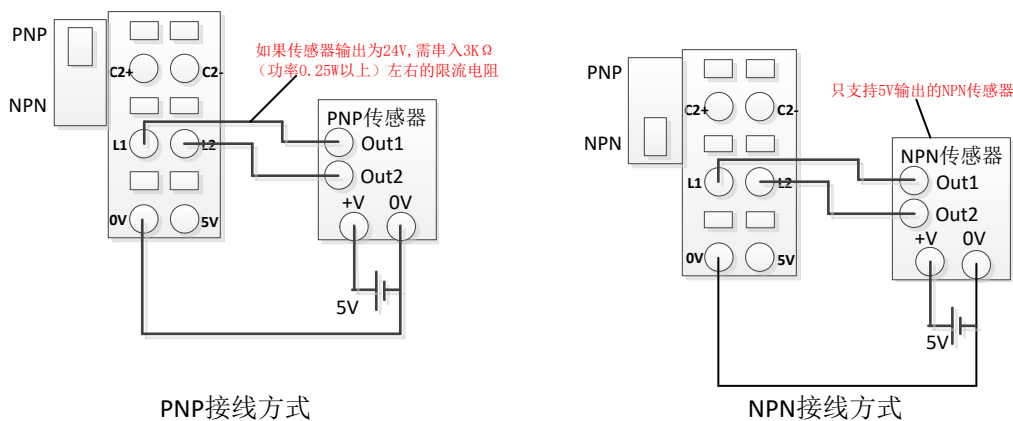 PNP
NPN
C2+
C2-
L1
L2
0V
5V
如果传感器输出为24V,需串入3KΩ
（功率0.25W以上）左右的限流电阻
PNP传感器
Out1
Out2
+V 0V
5V
PNP接线方式
PNP
NPN
C2+
C2-
L1
L2
0V
5V
只支持5V输出的NPN传感器
NPN传感器
Out1
Out2
+V 0V
5V
NPN接线方式